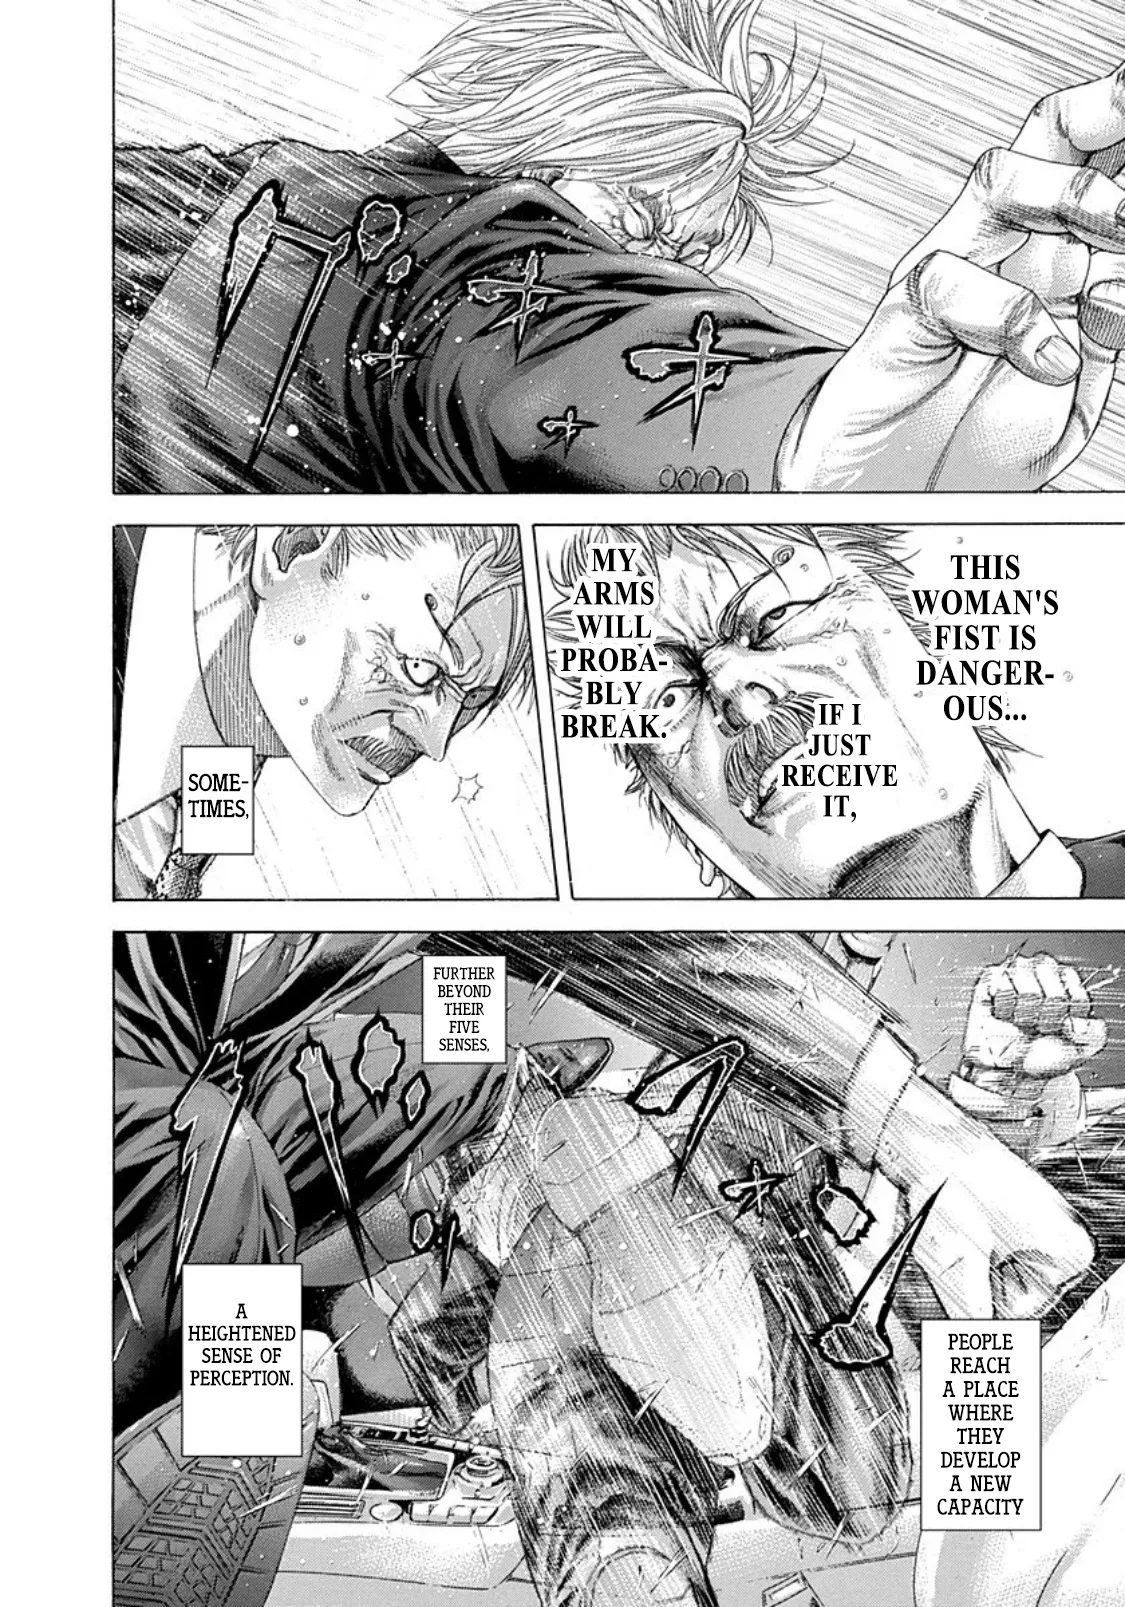 THIS
WOMAN'S
FIST IS
DANGER-
OUS...
IF I
JUST
RECEIVE
IT,
MY
ARMS
WILL
PROBA-
BLY
BREAK.
SOME-
TIMES,
PEOPLE
REACH
A PLACE
WHERE
THEY
DEVELOP
A NEW
CAPACITY
FURTHER
BEYOND
THEIR
FIVE
SENSES,
A
HEIGHTENED
SENSE OF
PERCEPTION.